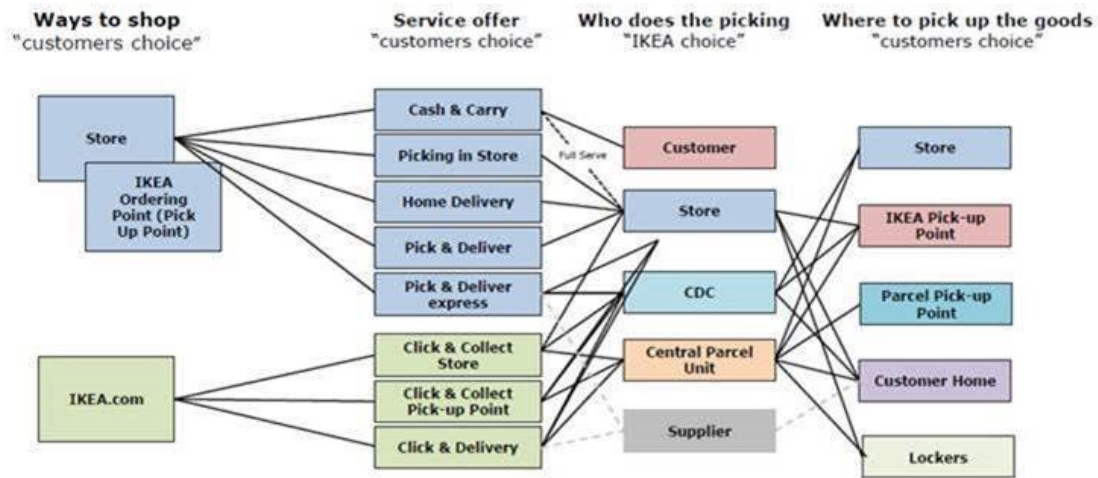 Ways to shop
"customers choice"
Service offer
"customers choice"
Who does the picking
"IKEA choice"
Where to pick up the goods
"customers choice"
Store
IKEA
Ordering
Point (Pick
Up Point)
IKEA.com
Cash & Carry
Picking in Store
Home Delivery
Pick & Deliver
Pick & Deliver
express
Click & Collect
Store
Click & Collect
Pick-up Point
Click & Delivery
Full Serve
Customer
Store
CDC
Central Parcel
Unit
Supplier
Store
IKEA Pick-up
Point
Parcel Pick-up
Point
Customer Home
Lockers